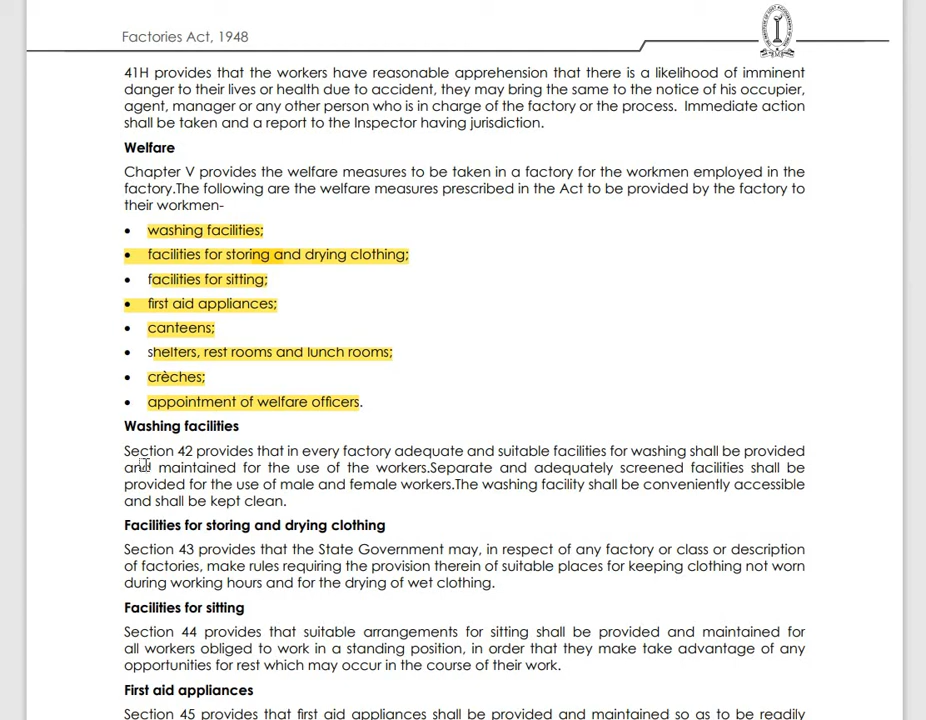 Factories Act, 1948
41H provides that the workers have reasonable apprehension that there is a likelihood of imminent
danger to their lives or health due to accident, they may bring the same to the notice of his occupier,
agent, manager or any other person who is in charge of the factory or the process. Immediate action
shall be taken and a report to the Inspector having jurisdiction.
Welfare
Chapter V provides the welfare measures to be taken in a factory for the workmen employed in the
factory.The following are the welfare measures prescribed in the Act to be provided by the factory to
their workmen-
• washing facilities;
• facilities for storing and drying clothing;
• facilities for sitting;
• first aid appliances;
• canteens;
• shelters, rest rooms and lunch rooms;
• crèches;
• appointment of welfare officers.
Washing facilities
Section 42 provides that in every factory adequate and suitable facilities for washing shall be provided
and maintained for the use of the workers.Separate and adequately screened facilities shall be
provided for the use of male and female workers.The washing facility shall be conveniently accessible
and shall be kept clean.
Facilities for storing and drying clothing
Section 43 provides that the State Government may, in respect of any factory or class or description
of factories, make rules requiring the provision therein of suitable places for keeping clothing not worn
during working hours and for the drying of wet clothing.
Facilities for sitting
Section 44 provides that suitable arrangements for sitting shall be provided and maintained for
all workers obliged to work in a standing position, in order that they make take advantage of any
opportunities for rest which may occur in the course of their work.
First aid appliances
Section 45 provides that first aid appliances shall be provided and maintained so as to be readily